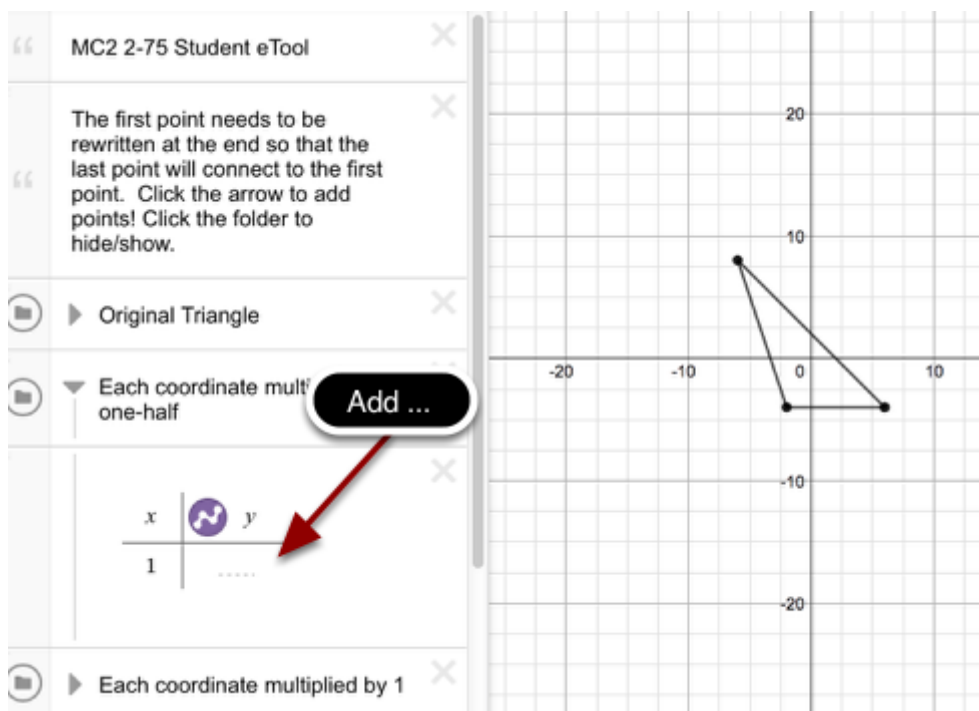 MC2 2-75 Student eTool
The first point needs to be
rewritten at the end so that the
last point will connect to the first
point. Click the arrow to add
points! Click the folder to
hide/show.
Original Triangle
Each coordinate mult
one-half
Add ...
x y
1
Each coordinate multiplied by 1
20
10
-20 -10 0 10
-10
-20